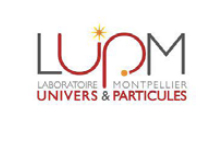 LUPM
LABORATOIRE MONTPELLIER
UNIVERS & PARTICULES